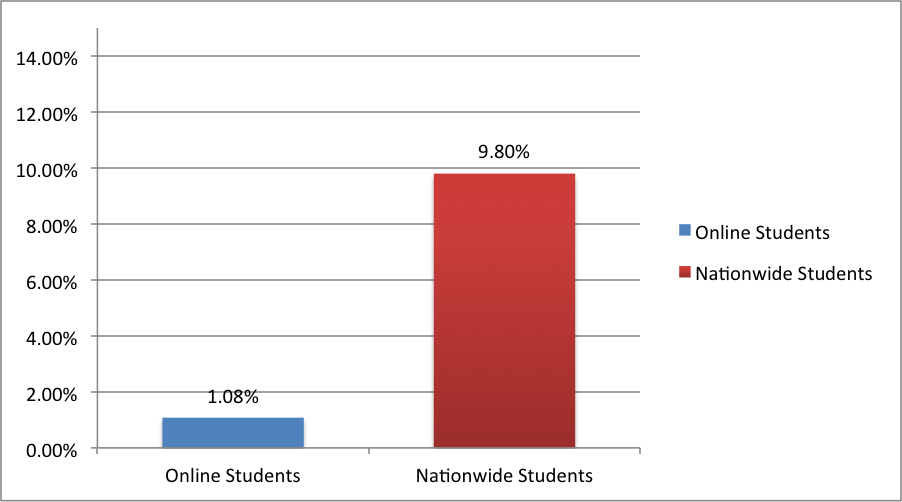 14.00%
12.00%
10.00%
8.00%
6.00%
4.00%
2.00%
0.00%
1.08%
9.80%
Online Students
Nationwide Students
Online Students
Nationwide Students